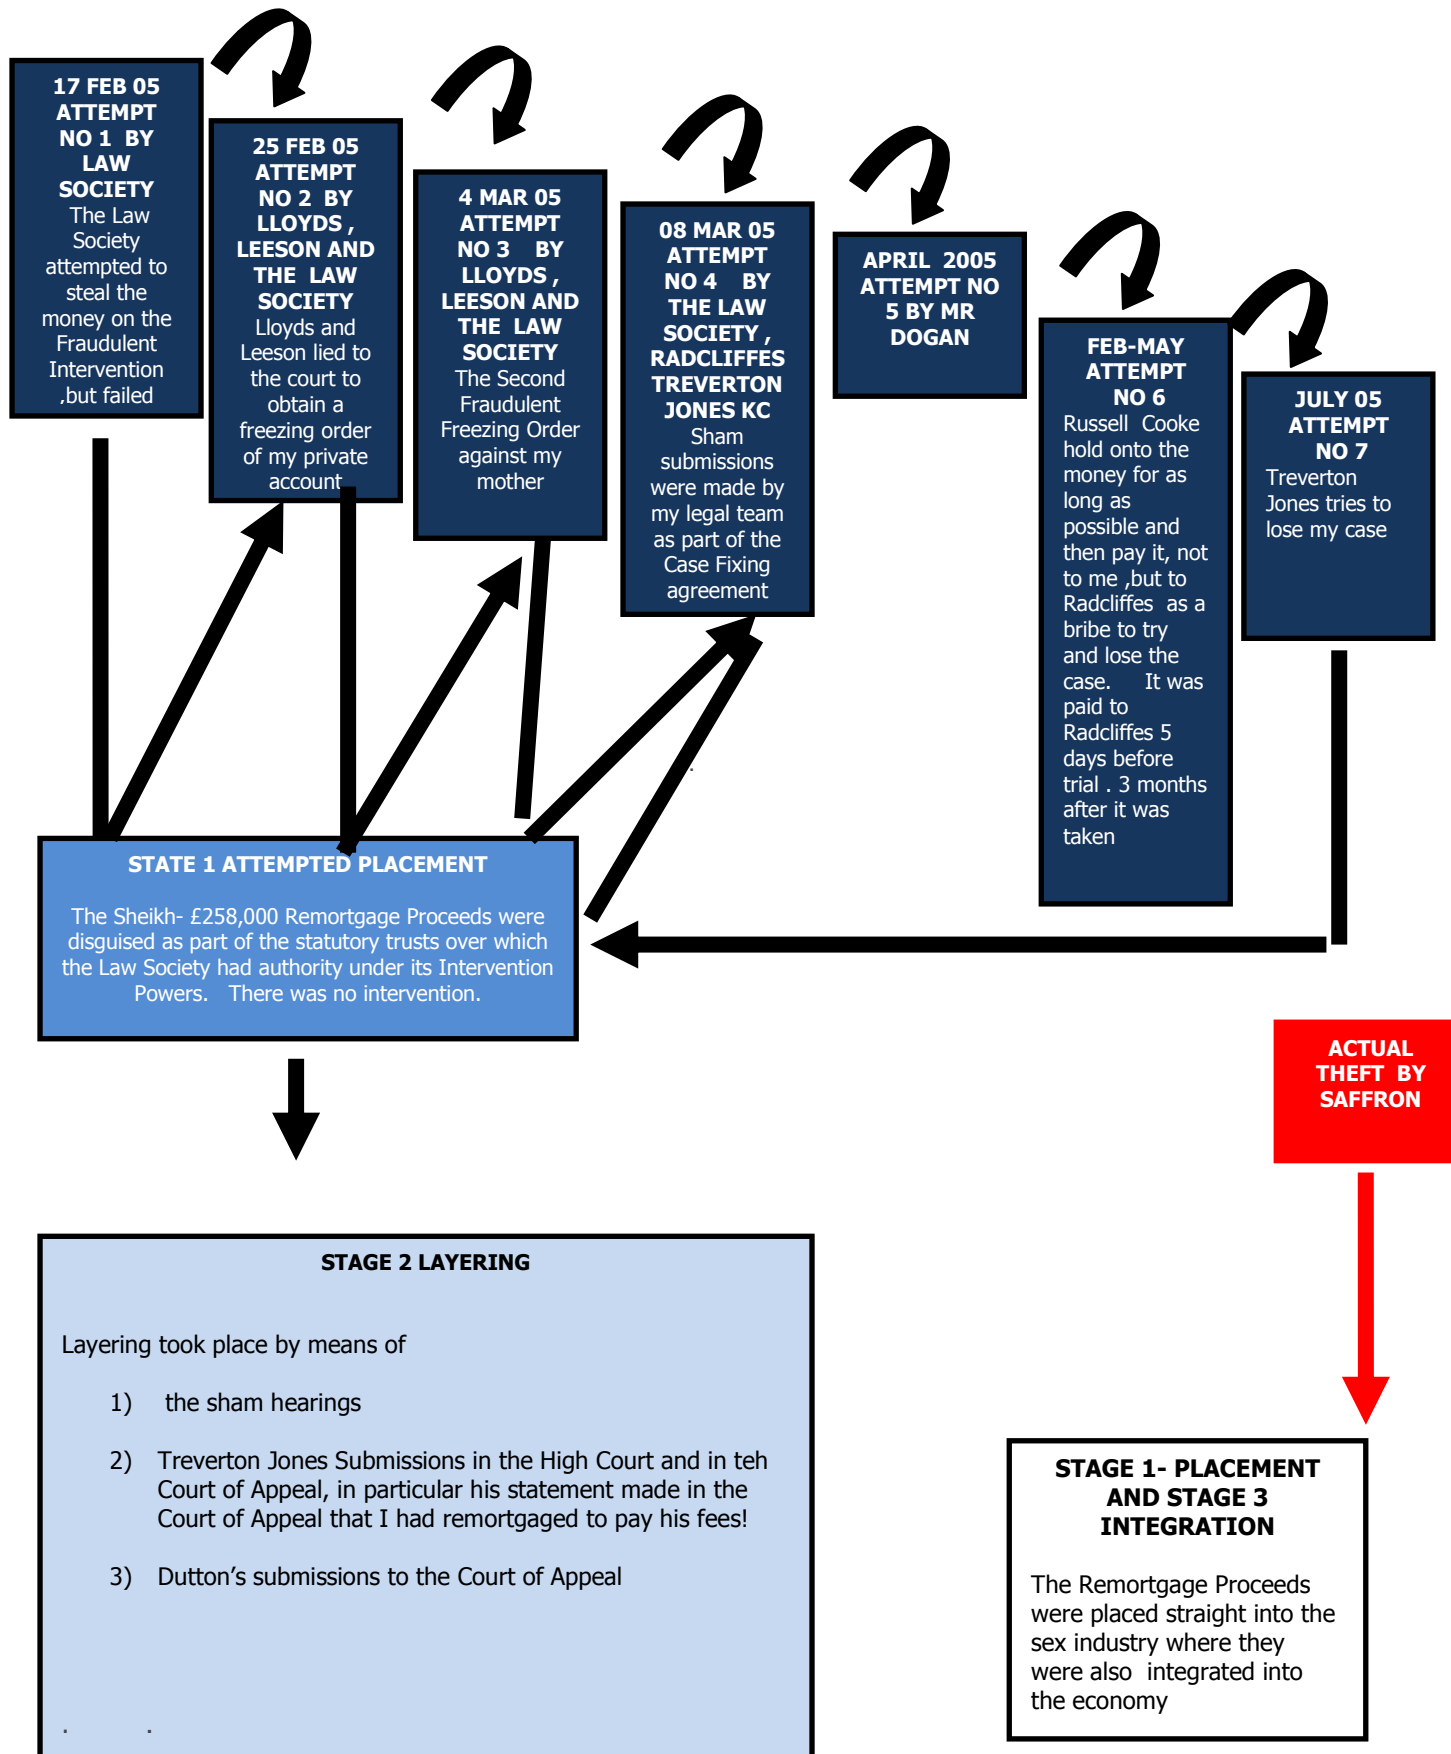 17 FEB 05
ATTEMPT
NO 1 BY
LAW
SOCIETY
The Law
Society
attempted to
steal the
money on the
Fraudulent
Intervention
,but failed
25 FEB 05
ATTEMPT
NO 2 BY
LLOYDS ,
LEESON AND
THE LAW
SOCIETY
Lloyds and
Leeson lied to
the court to
obtain a
freezing order
of my private
account
4 MAR 05
ATTEMPT
NO 3 BY
LLOYDS ,
LEESON AND
THE LAW
SOCIETY
The Second
Fraudulent
Freezing Order
against my
mother
08 MAR 05
ATTEMPT
NO 4 BY
THE LAW
SOCIETY ,
RADCLIFFES
TREVERTON
JONES KC
Sham
submissions
were made by
my legal team
as part of the
Case Fixing
agreement
APRIL 2005
ATTEMPT NO
5 BY MR
DOGAN
FEB-MAY
ATTEMPT
NO 6
Russell Cooke
hold onto the
money for as
long as
possible and
then pay it, not
to me ,but to
Radcliffes as a
bribe to try
and lose the
case. It was
paid to
Radcliffes 5
days before
trial . 3 months
after it was
taken
JULY 05
ATTEMPT
NO 7
Treverton
Jones tries to
lose my case
STATE 1 ATTEMPTED PLACEMENT
The Sheikh- £258,000 Remortgage Proceeds were
disguised as part of the statutory trusts over which
the Law Society had authority under its Intervention
Powers. There was no intervention.
ACTUAL
THEFT BY
SAFFRON
STAGE 2 LAYERING
Layering took place by means of
1) the sham hearings
2) Treverton Jones Submissions in the High Court and in teh
Court of Appeal, in particular his statement made in the
Court of Appeal that I had remortgaged to pay his fees!
3) Dutton’s submissions to the Court of Appeal
. .
STAGE 1- PLACEMENT
AND STAGE 3
INTEGRATION
The Remortgage Proceeds
were placed straight into the
sex industry where they
were also integrated into
the economy